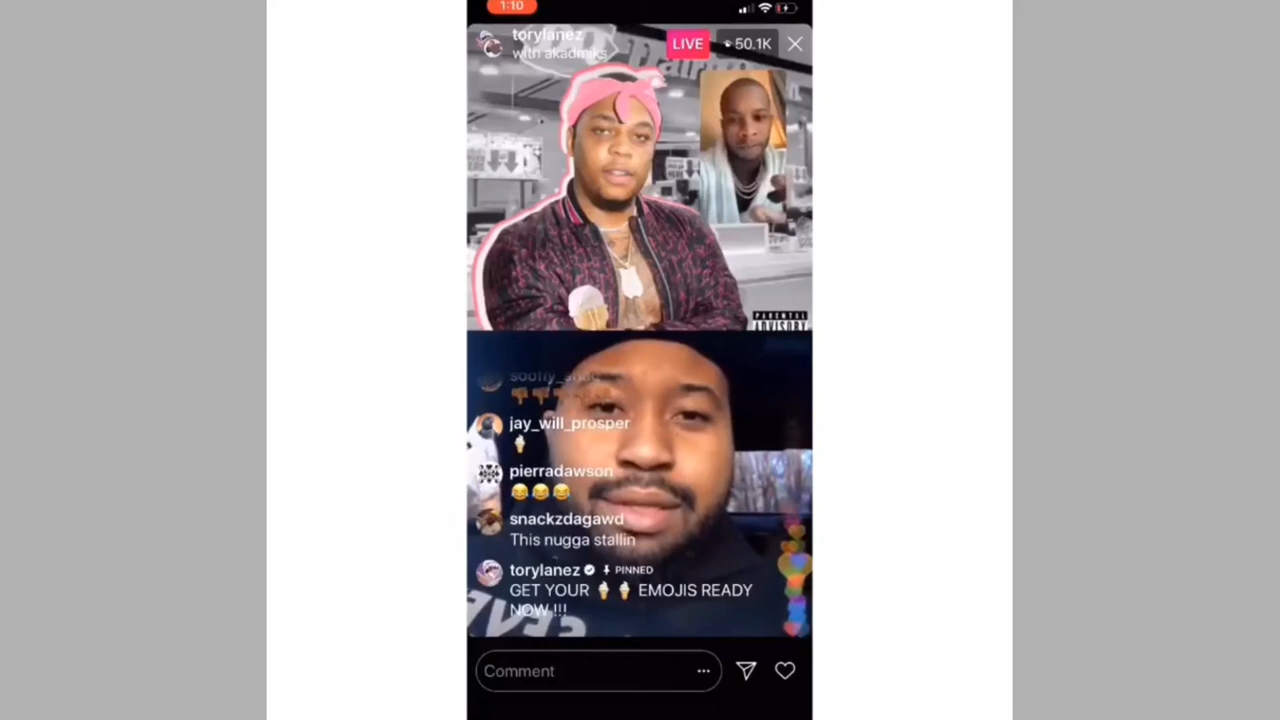 1:10
torylanez
with akadmiks
LIVE
50.1K
PARENTAL
ADVISORY
jay_will_prosper
🍦
pierradawson
😂😂😂
snackzdagawd
This nugga stallin
torylanez PINNED
GET YOUR 🍦🍦 EMOJIS READY
NOW !!!
Comment